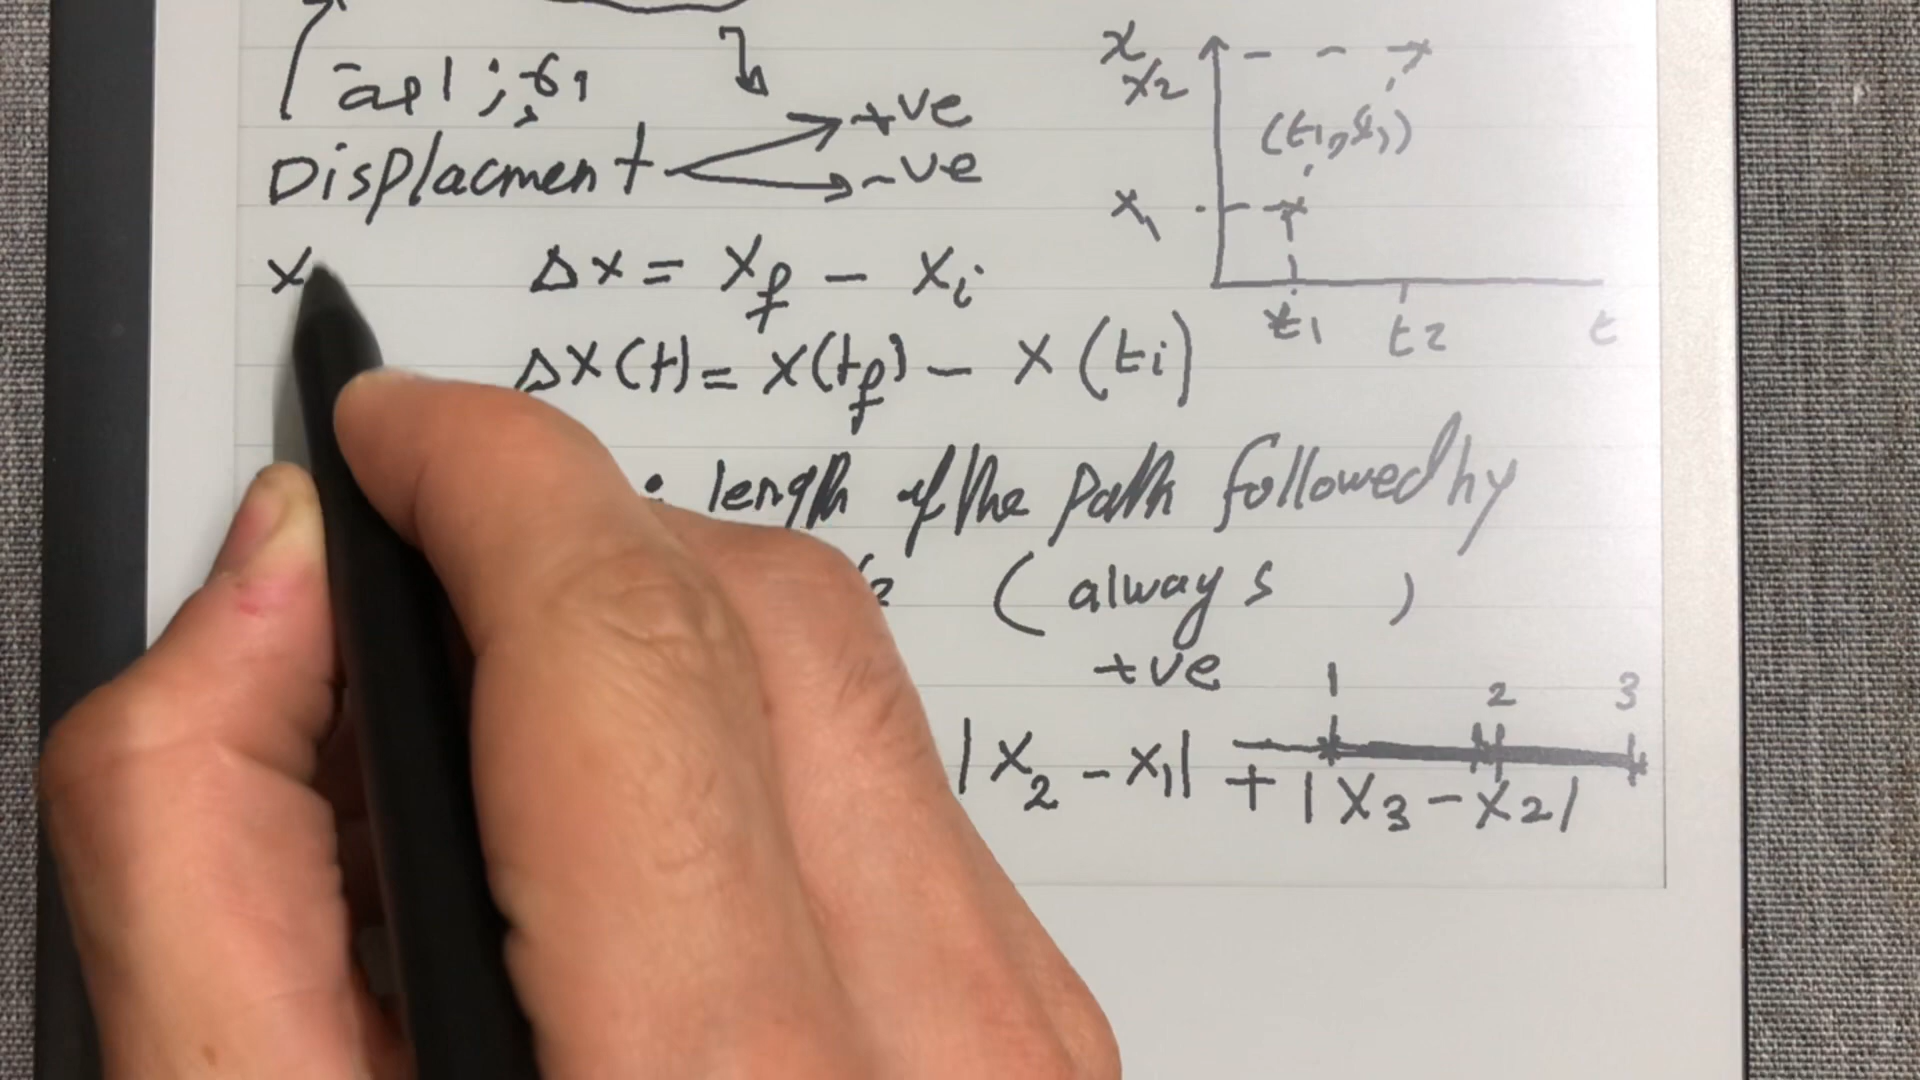 Displacment +ve
-ve
x Δx = xf - xi
Δx(t) = x(tf) - x(ti)
: length of the path followed by
( always )
+ve
|x2 - x1| + |x3 - x2|
1 2 3
x
x2
(t1, x1)
x1
t1 t2 t